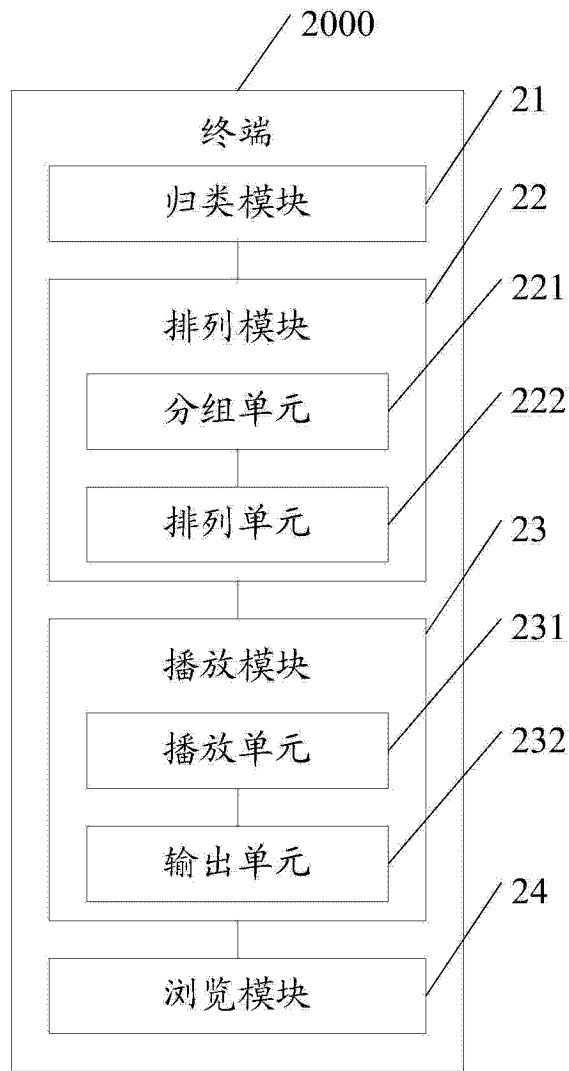 2000
终端
21
归类模块
22
排列模块
221
分组单元
222
排列单元
23
播放模块
231
播放单元
232
输出单元
24
浏览模块